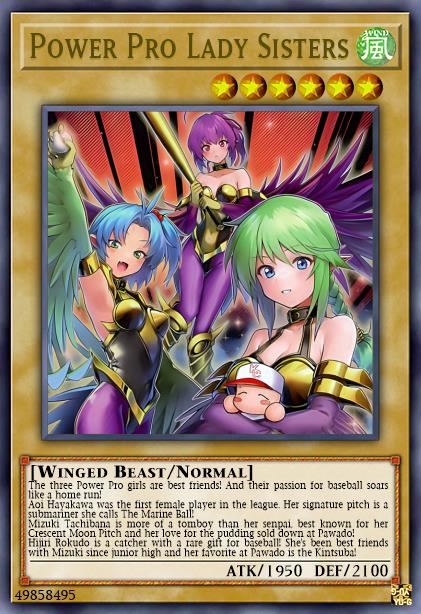 Power Pro Lady Sisters
WIND
風
[Winged Beast/Normal]
The three Power Pro girls are best friends! And their passion for baseball soars
like a home run!
Aoi Hayakawa was the first female player in the league. Her signature pitch is a
submariner she calls The Marine Ball!
Mizuki Tachibana is more of a tomboy than her senpai, best known for her
Crescent Moon Pitch and her love for the pudding sold down at Pawado!
Hijiri Rokudo is a catcher with a rare gift for baseball! She's been best friends
with Mizuki since junior high and her favorite at Pawado is the Kintsuba!
ATK/1950 DEF/2100
49858495